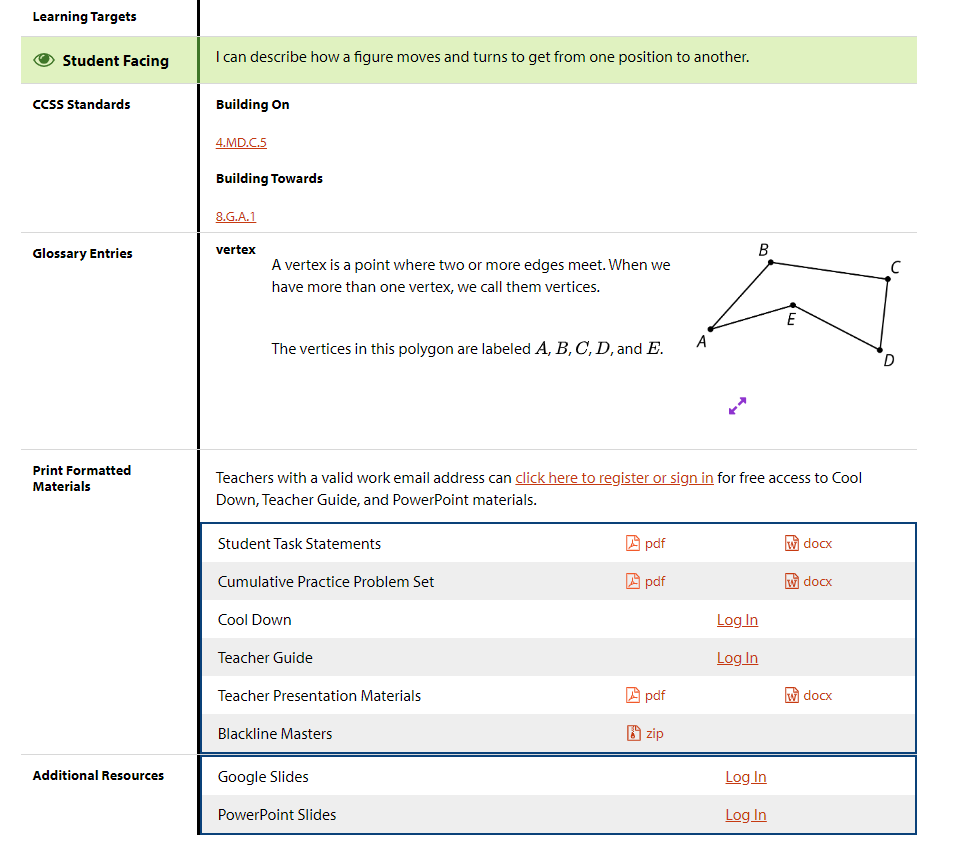 Learning Targets
Student Facing
I can describe how a figure moves and turns to get from one position to another.
CCSS Standards
Building On
4.MD.C.5
Building Towards
8.G.A.1
Glossary Entries
vertex
A vertex is a point where two or more edges meet. When we
have more than one vertex, we call them vertices.
The vertices in this polygon are labeled A, B, C, D, and E.
B
C
E
A
D
Print Formatted
Materials
Teachers with a valid work email address can click here to register or sign in for free access to Cool
Down, Teacher Guide, and PowerPoint materials.
Student Task Statements pdf docx
Cumulative Practice Problem Set pdf docx
Cool Down Log In
Teacher Guide Log In
Teacher Presentation Materials pdf docx
Blackline Masters zip
Additional Resources
Google Slides Log In
PowerPoint Slides Log In